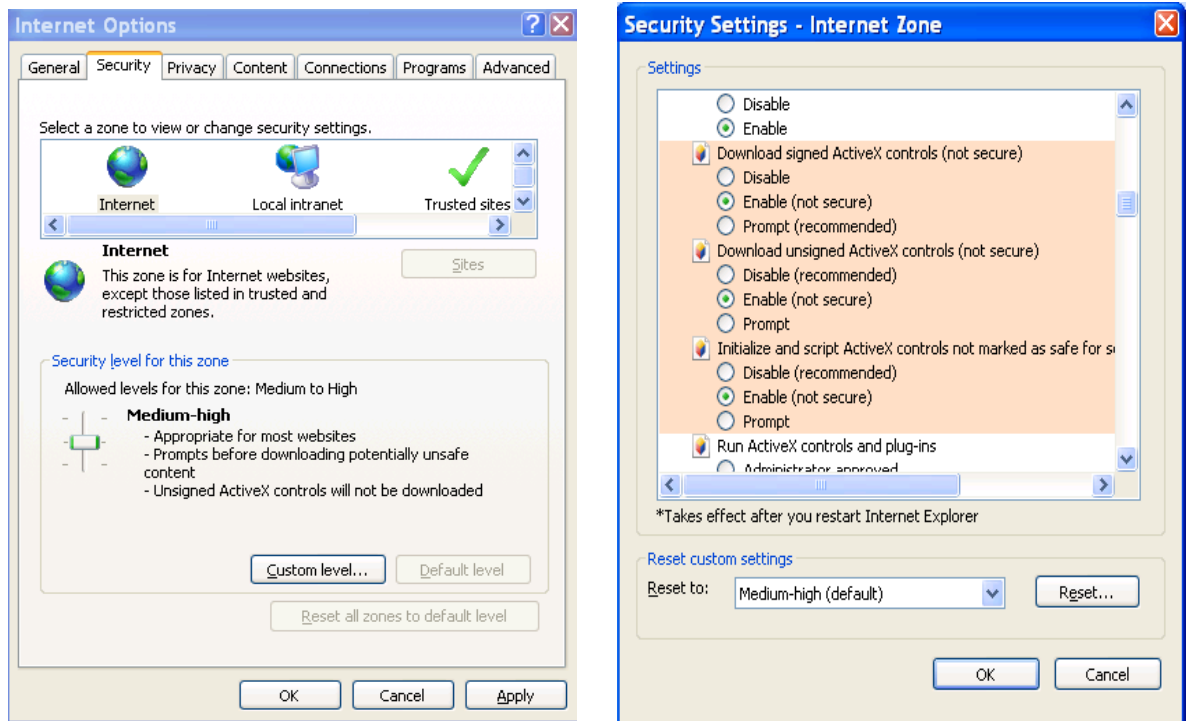 Internet Options
General Security Privacy Content Connections Programs Advanced
Select a zone to view or change security settings.
Internet Local intranet Trusted sites
Internet
This zone is for Internet websites,
except those listed in trusted and
restricted zones.
Sites
Security level for this zone
Allowed levels for this zone: Medium to High
Medium-high
- Appropriate for most websites
- Prompts before downloading potentially unsafe
content
- Unsigned ActiveX controls will not be downloaded
Custom level... Default level
Reset all zones to default level
OK Cancel Apply
Security Settings - Internet Zone
Settings
Disable
Enable
Download signed ActiveX controls (not secure)
Disable
Enable (not secure)
Prompt (recommended)
Download unsigned ActiveX controls (not secure)
Disable (recommended)
Enable (not secure)
Prompt
Initialize and script ActiveX controls not marked as safe for s
Disable (recommended)
Enable (not secure)
Prompt
Run ActiveX controls and plug-ins
Administrator approved
*Takes effect after you restart Internet Explorer
Reset custom settings
Reset to: Medium-high (default) Reset...
OK Cancel